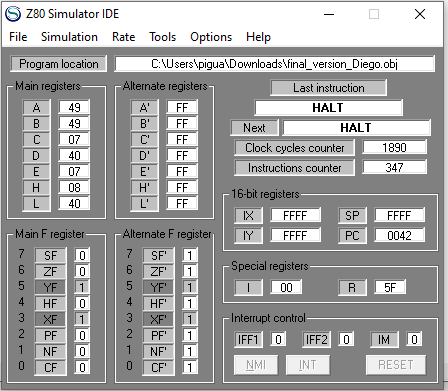 Z80 Simulator IDE
File Simulation Rate Tools Options Help
Program location C:\Users\pigua\Downloads\final_version_Diego.obj
Main registers
A 49
B 49
C 07
D 40
E 07
H 08
L 40
Alternate registers
A' FF
B' FF
C' FF
D' FF
E' FF
H' FF
L' FF
Last instruction
HALT
Next HALT
Clock cycles counter 1890
Instructions counter 347
16-bit registers
IX FFFF SP FFFF
IY FFFF PC 0042
Main F register
7 SF 0
6 ZF 0
5 YF 1
4 HF 0
3 XF 1
2 PF 0
1 NF 0
0 CF 0
Alternate F register
7 SF' 1
6 ZF' 1
5 YF' 1
4 HF' 1
3 XF' 1
2 PF' 1
1 NF' 1
0 CF' 1
Special registers
I 00 R 5F
Interrupt control
IFF1 0 IFF2 0 IM 0
NMI INT RESET